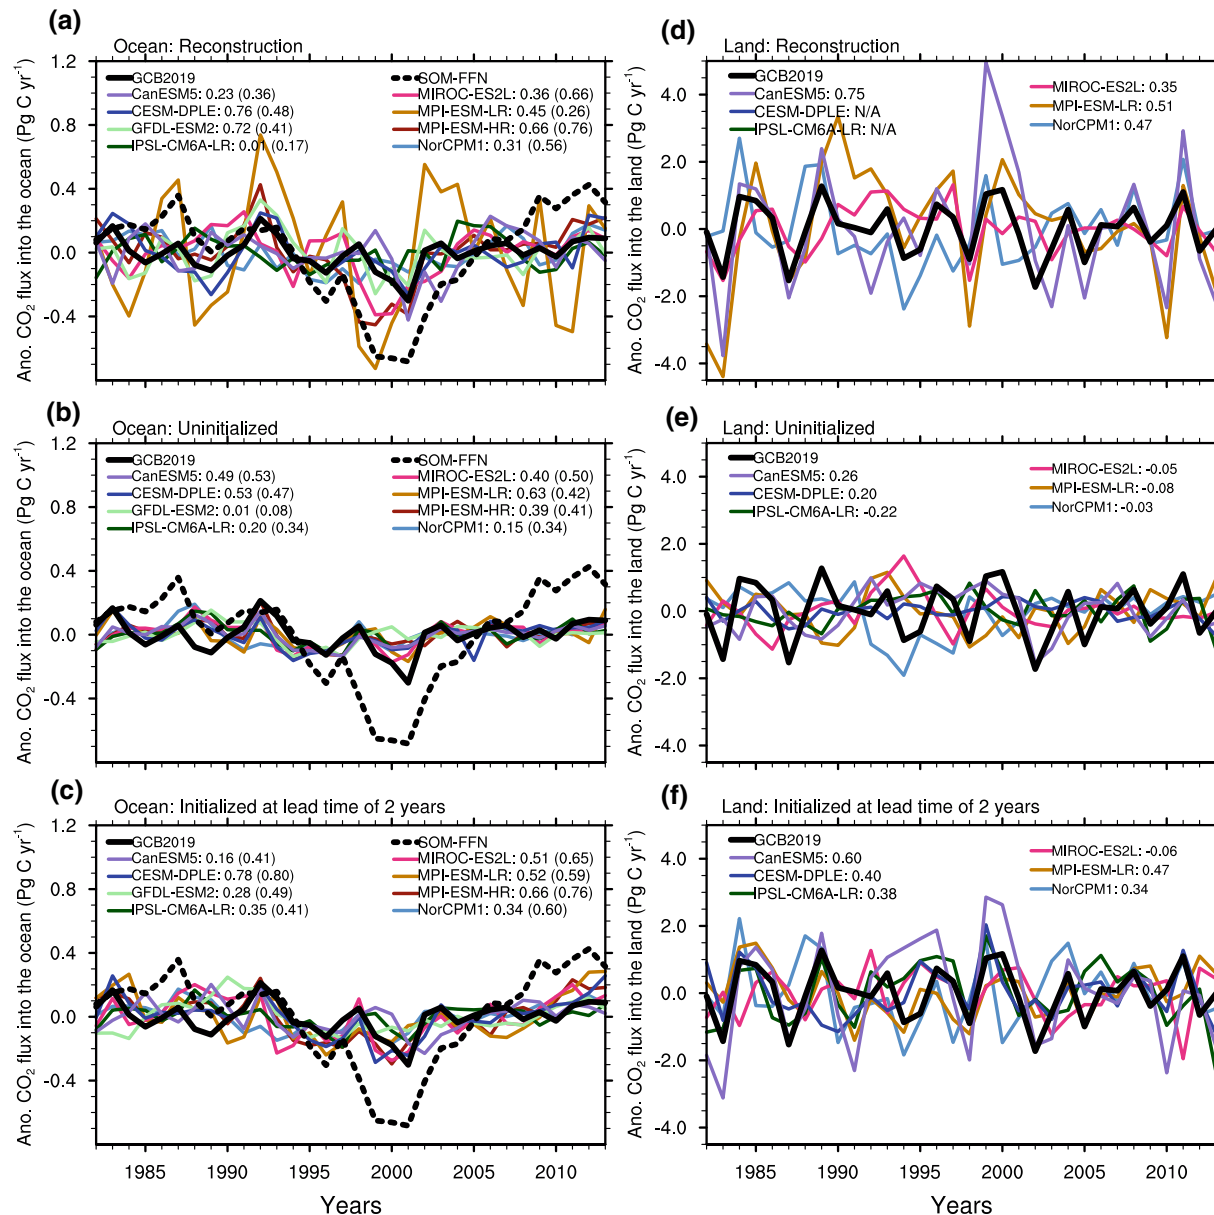 (a)
Ocean: Reconstruction
1.2
0.8
0.4
0.0
-0.4
Ano. CO2 flux into the ocean (Pg C yr-1)
GCB2019
CanESM5: 0.23 (0.36)
CESM-DPLE: 0.76 (0.48)
GFDL-ESM2: 0.72 (0.41)
IPSL-CM6A-LR: 0.01 (0.17)
SOM-FFN
MIROC-ES2L: 0.36 (0.66)
MPI-ESM-LR: 0.45 (0.26)
MPI-ESM-HR: 0.66 (0.76)
NorCPM1: 0.31 (0.56)
(d)
Land: Reconstruction
4.0
2.0
0.0
-2.0
-4.0
Ano. CO2 flux into the land (Pg C yr-1)
GCB2019
CanESM5: 0.75
CESM-DPLE: N/A
IPSL-CM6A-LR: N/A
MIROC-ES2L: 0.35
MPI-ESM-LR: 0.51
NorCPM1: 0.47
(b)
Ocean: Uninitialized
1.2
0.8
0.4
0.0
-0.4
Ano. CO2 flux into the ocean (Pg C yr-1)
GCB2019
CanESM5: 0.49 (0.53)
CESM-DPLE: 0.53 (0.47)
GFDL-ESM2: 0.01 (0.08)
IPSL-CM6A-LR: 0.20 (0.34)
SOM-FFN
MIROC-ES2L: 0.40 (0.50)
MPI-ESM-LR: 0.63 (0.42)
MPI-ESM-HR: 0.39 (0.41)
NorCPM1: 0.15 (0.34)
(e)
Land: Uninitialized
4.0
2.0
0.0
-2.0
-4.0
Ano. CO2 flux into the land (Pg C yr-1)
GCB2019
CanESM5: 0.26
CESM-DPLE: 0.20
IPSL-CM6A-LR: -0.22
MIROC-ES2L: -0.05
MPI-ESM-LR: -0.08
NorCPM1: -0.03
(c)
Ocean: Initialized at lead time of 2 years
1.2
0.8
0.4
0.0
-0.4
Ano. CO2 flux into the ocean (Pg C yr-1)
GCB2019
CanESM5: 0.16 (0.41)
CESM-DPLE: 0.78 (0.80)
GFDL-ESM2: 0.28 (0.49)
IPSL-CM6A-LR: 0.35 (0.41)
SOM-FFN
MIROC-ES2L: 0.51 (0.65)
MPI-ESM-LR: 0.52 (0.59)
MPI-ESM-HR: 0.66 (0.76)
NorCPM1: 0.34 (0.60)
1985 1990 1995 2000 2005 2010
Years
(f)
Land: Initialized at lead time of 2 years
4.0
2.0
0.0
-2.0
-4.0
Ano. CO2 flux into the land (Pg C yr-1)
GCB2019
CanESM5: 0.60
CESM-DPLE: 0.40
IPSL-CM6A-LR: 0.38
MIROC-ES2L: -0.06
MPI-ESM-LR: 0.47
NorCPM1: 0.34
1985 1990 1995 2000 2005 2010
Years